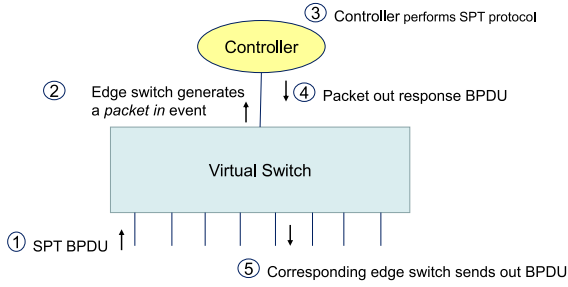 ③ Controller performs SPT protocol
Controller
② Edge switch generates
a packet in event
④ Packet out response BPDU
Virtual Switch
① SPT BPDU
⑤ Corresponding edge switch sends out BPDU